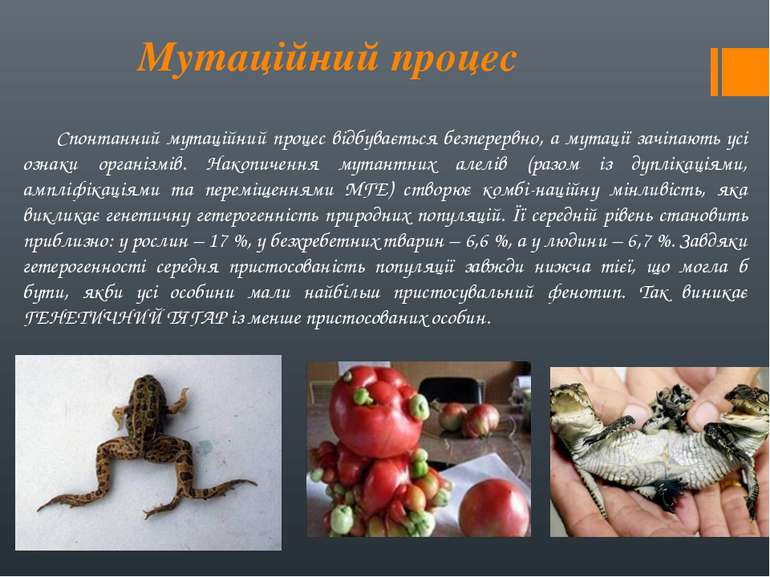 Мутаційний процес
Спонтанний мутаційний процес відбувається безперервно, а мутації зачіпають усі
ознаки організмів. Накопичення мутантних алелів (разом із дуплікаціями,
ампліфікаціями та переміщеннями МГЕ) створює комбі-наційну мінливість, яка
викликає генетичну гетерогенність природних популяцій. Її середній рівень становить
приблизно: у рослин – 17 %, у безхребетних тварин – 6,6 %, а у людини – 6,7 %. Завдяки
гетерогенності середня пристосованість популяції завжди нижча тієї, що могла б
бути, якби усі особини мали найбільш пристосувальний фенотип. Так виникає
ГЕНЕТИЧНИЙ ТЯГАР із менше пристосованих особин.